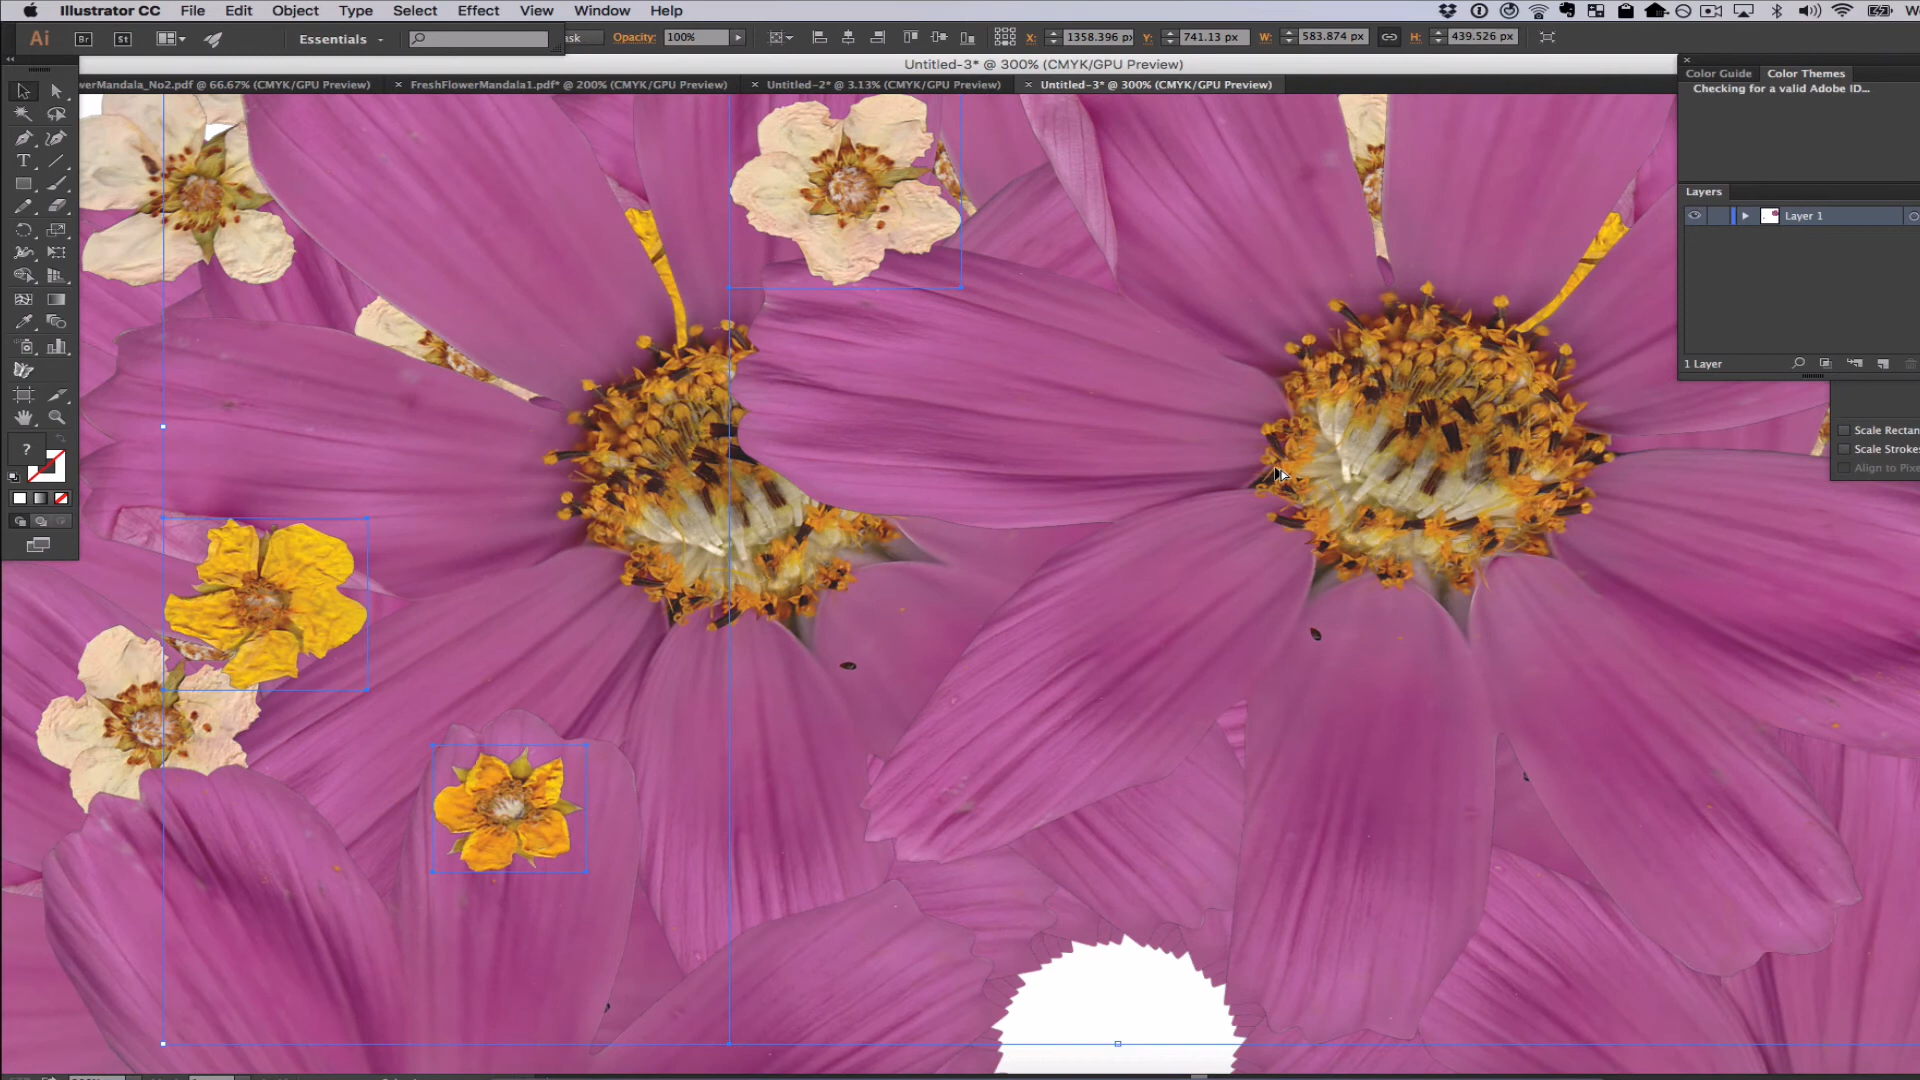 Illustrator CC File Edit Object Type Select Effect View Window Help
Ai Br St Essentials ask Opacity: 100% X: 1358.396 px Y: 741.13 px W: 583.874 px H: 439.526 px
Untitled-3* @ 300% (CMYK/GPU Preview)
werMandala_No2.pdf @ 66.67% (CMYK/GPU Preview) × FreshFlowerMandala1.pdf* @ 200% (CMYK/GPU Preview) × Untitled-2* @ 3.13% (CMYK/GPU Preview) × Untitled-3* @ 300% (CMYK/GPU Preview)
Color Guide Color Themes
Checking for a valid Adobe ID...
Layers
Layer 1
1 Layer
Scale Rectan
Scale Strokes
Align to Pixe
?